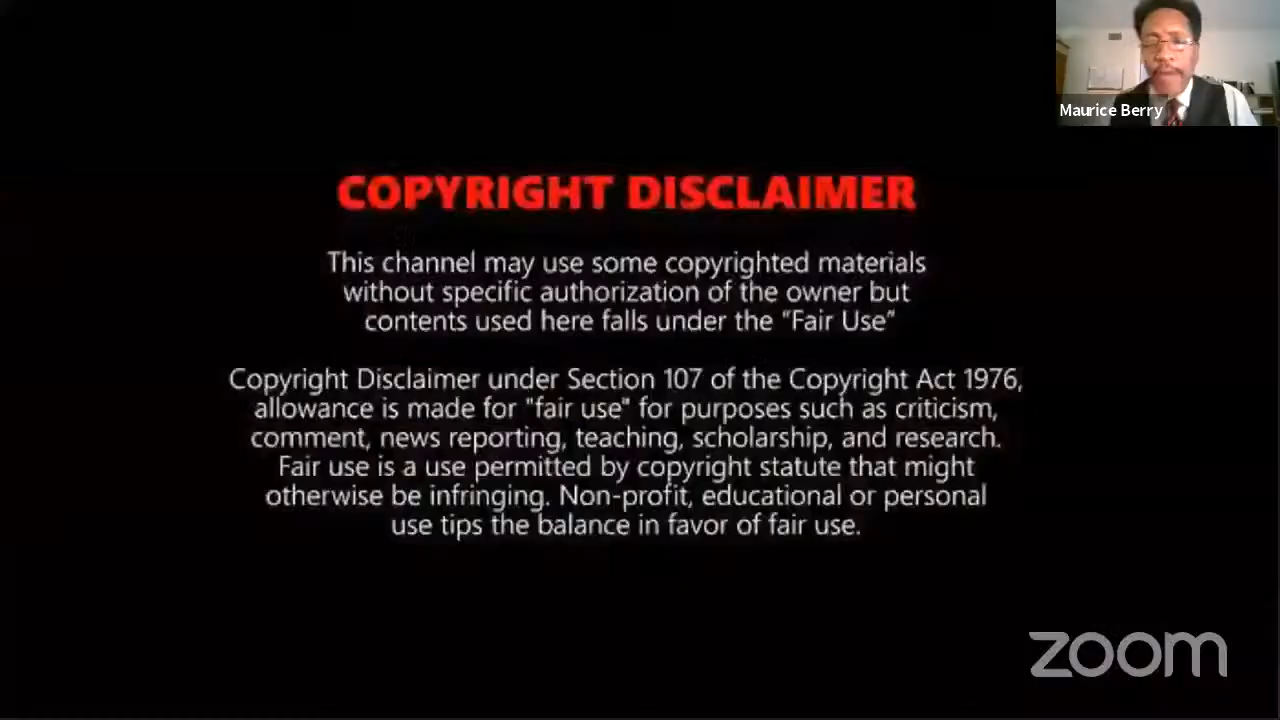 Maurice Berry
COPYRIGHT DISCLAIMER
This channel may use some copyrighted materials
without specific authorization of the owner but
contents used here falls under the "Fair Use"
Copyright Disclaimer under Section 107 of the Copyright Act 1976,
allowance is made for "fair use" for purposes such as criticism,
comment, news reporting, teaching, scholarship, and research.
Fair use is a use permitted by copyright statute that might
otherwise be infringing. Non-profit, educational or personal
use tips the balance in favor of fair use.
zoom